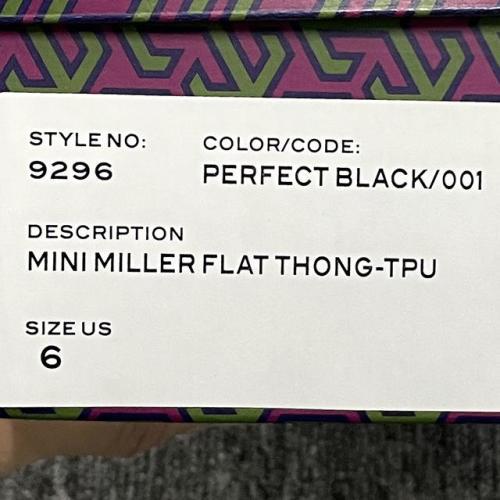 STYLE NO: COLOR/CODE:
9296 PERFECT BLACK/001
DESCRIPTION
MINI MILLER FLAT THONG-TPU
SIZE US
6